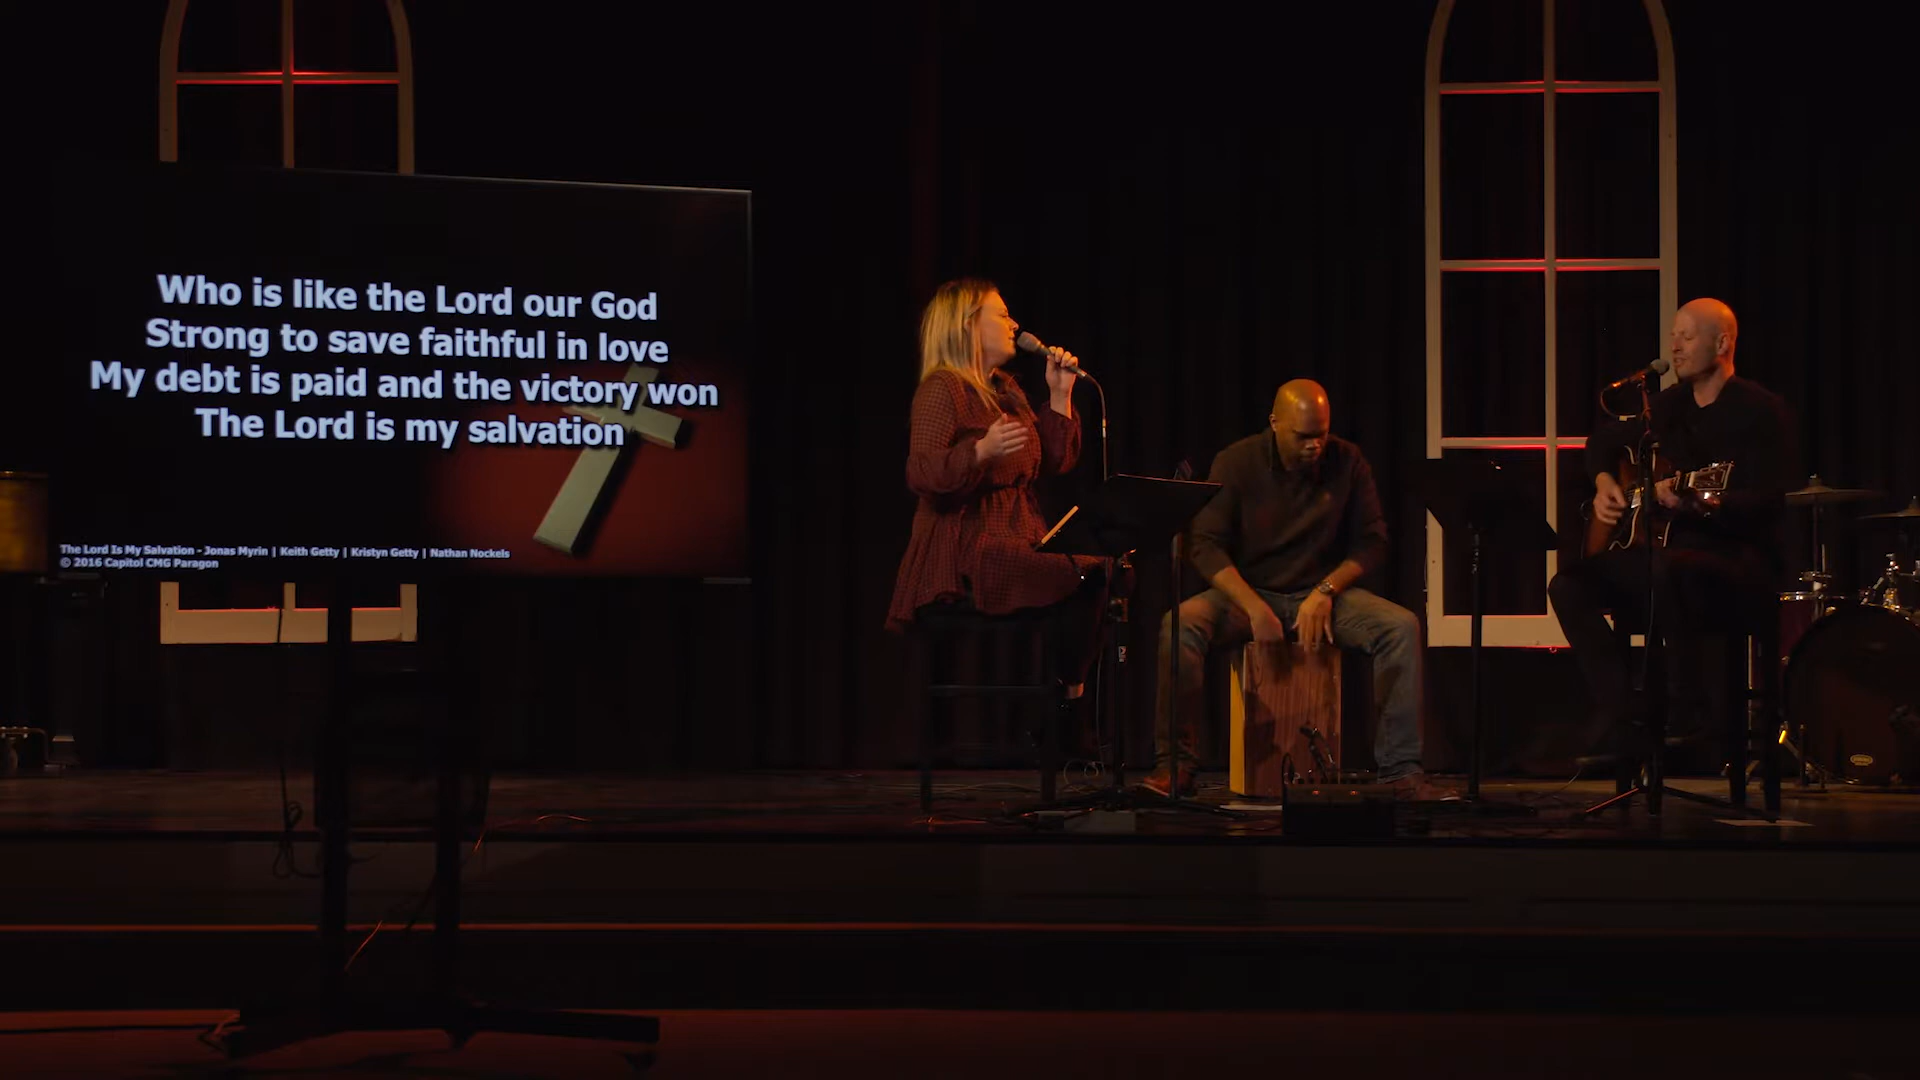 Who is like the Lord our God
Strong to save faithful in love
My debt is paid and the victory won
The Lord is my salvation
The Lord Is My Salvation - Jonas Myrin | Keith Getty | Kristyn Getty | Nathan Nockels
© 2016 Capitol CMG Paragon